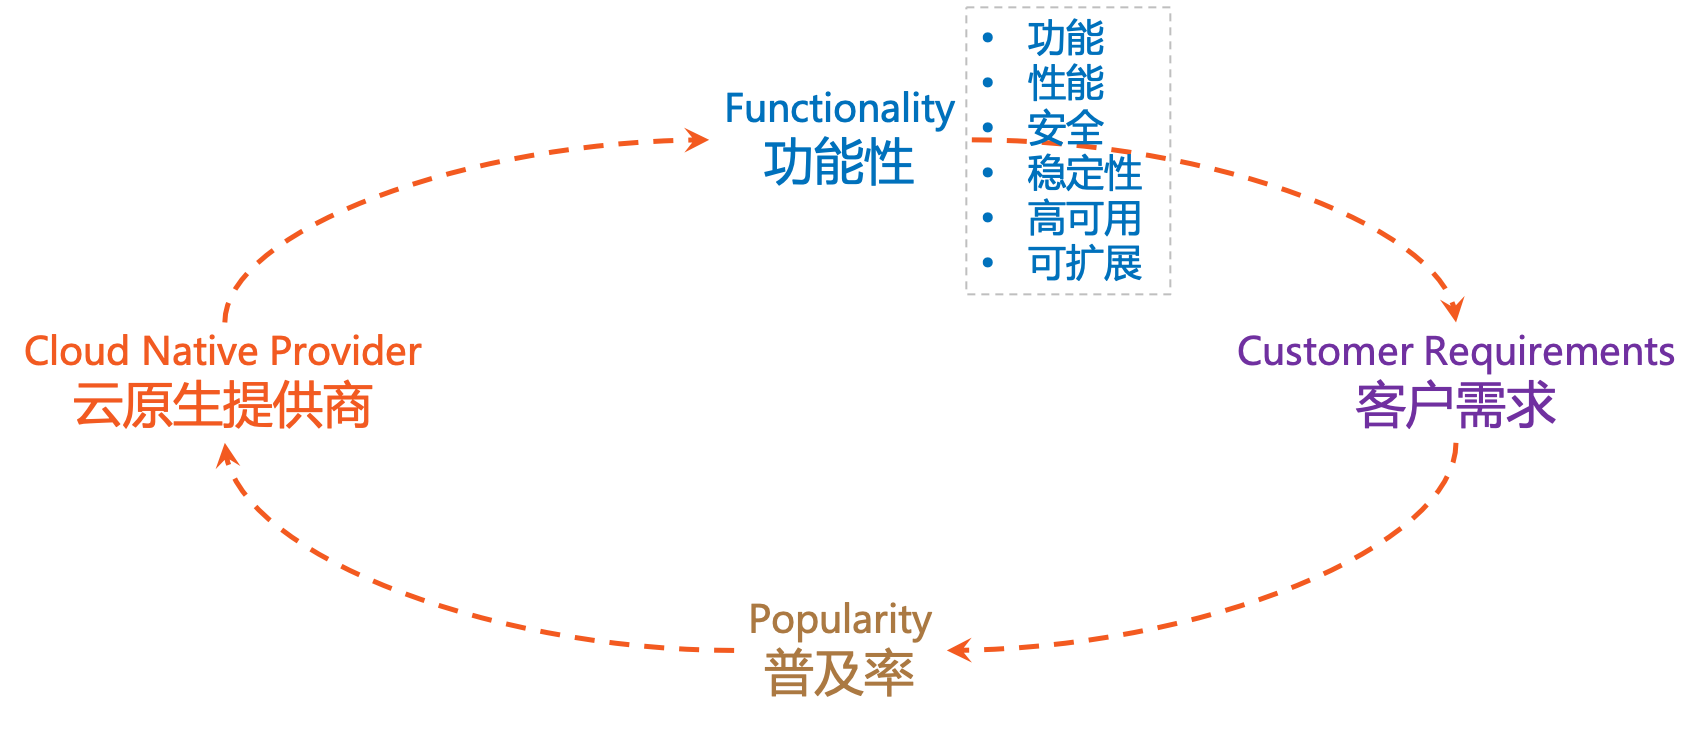 Functionality
功能性
• 功能
• 性能
• 安全
• 稳定性
• 高可用
• 可扩展
Cloud Native Provider
云原生提供商
Customer Requirements
客户需求
Popularity
普及率